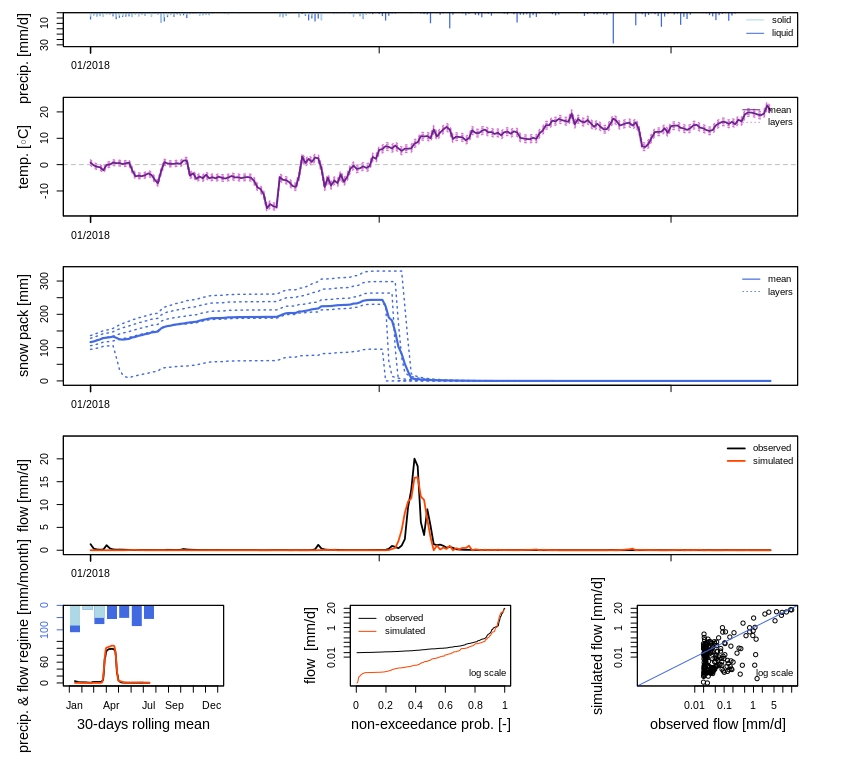 precip. [mm/d]
10
30
solid
liquid
01/2018
temp. [◦C]
20
10
0
-10
mean
layers
01/2018
snow pack [mm]
300
200
100
0
mean
layers
01/2018
flow [mm/d]
20
15
10
5
0
observed
simulated
01/2018
precip. & flow regime [mm/month]
0
100
60
0
Jan Apr Jul Sep Dec
30-days rolling mean
flow [mm/d]
20
1
0.01
observed
simulated
log scale
0 0.2 0.4 0.6 0.8 1
non-exceedance prob. [-]
simulated flow [mm/d]
20
1
0.01
log scale
0.01 0.1 1 5
observed flow [mm/d]